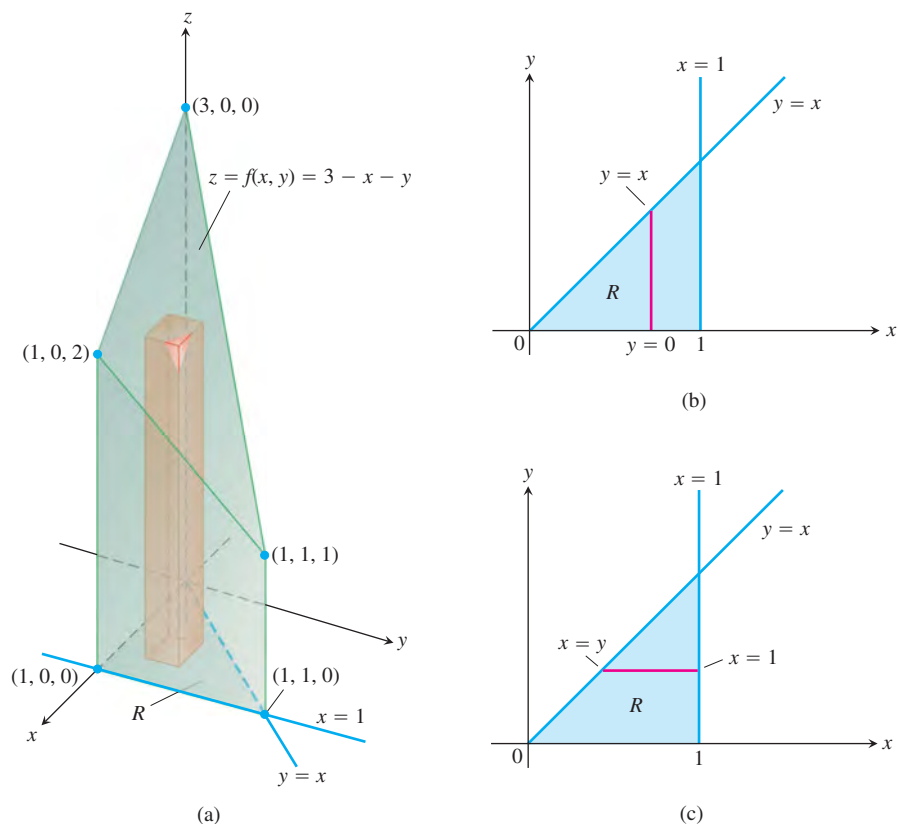 z
(3, 0, 0)
z = f(x, y) = 3 − x − y
(1, 0, 2)
(1, 1, 1)
y
(1, 0, 0)
(1, 1, 0)
R
x = 1
x
y = x
(a)
y
x = 1
y = x
y = x
R
0
y = 0
1
x
(b)
y
x = 1
y = x
x = y
x = 1
R
0
1
x
(c)